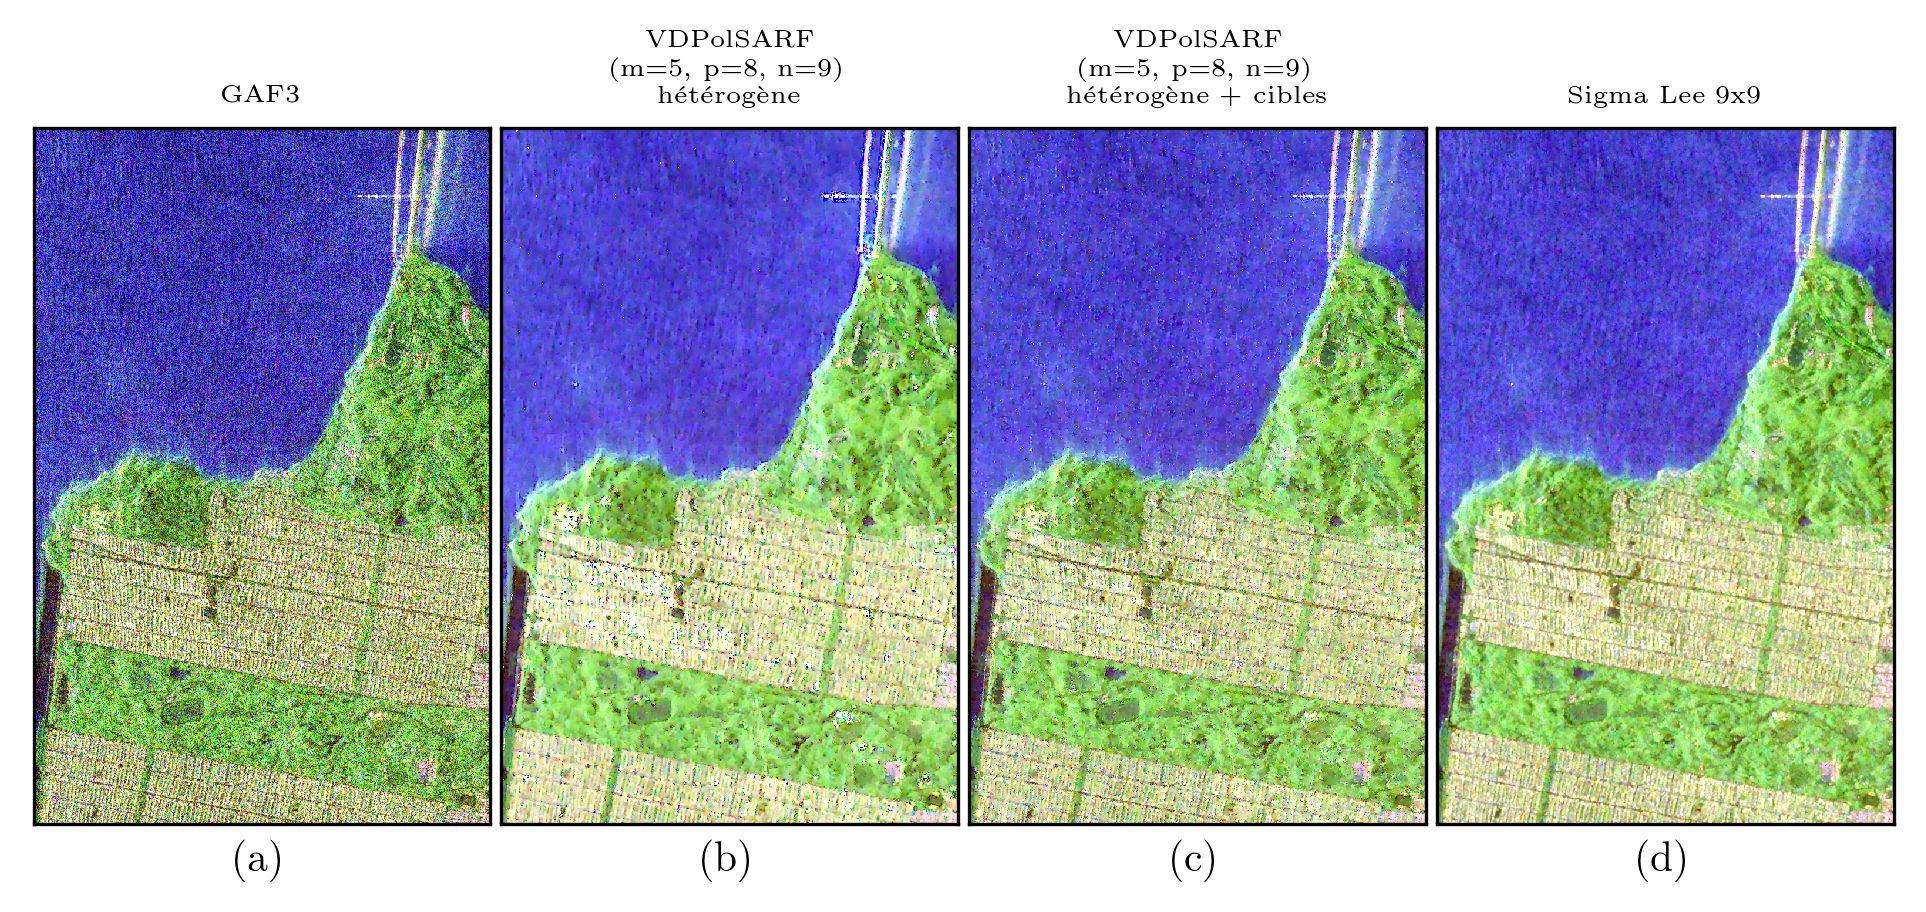 GAF3
VDPolSARF
(m=5, p=8, n=9)
hétérogène
VDPolSARF
(m=5, p=8, n=9)
hétérogène + cibles
Sigma Lee 9x9
(a)
(b)
(c)
(d)